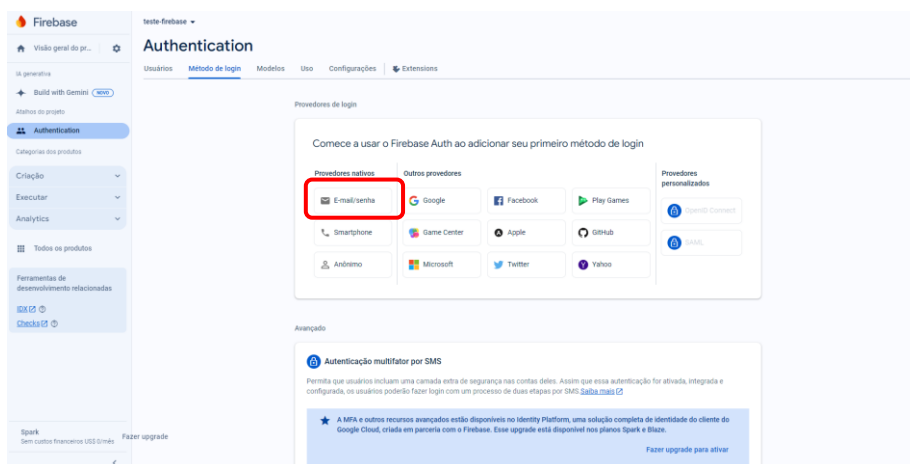 Firebase
teste-firebase
Visão geral do pr...
Authentication
Usuários Método de login Modelos Uso Configurações Extensions
IA generativa
Build with Gemini NOVO
Atalhos do projeto
Authentication
Categorias dos produtos
Criação
Executar
Analytics
Todos os produtos
Ferramentas de
desenvolvimento relacionadas
IDX
Checks
Spark
Sem custos financeiros US$ 0/mês
Fazer upgrade
Provedores de login
Comece a usar o Firebase Auth ao adicionar seu primeiro método de login
Provedores nativos Outros provedores Provedores
personalizados
E-mail/senha Google Facebook Play Games
OpenID Connect
Smartphone Game Center Apple GitHub
SAML
Anônimo Microsoft Twitter Yahoo
Avançado
Autenticação multifator por SMS
Permita que usuários incluam uma camada extra de segurança nas contas deles. Assim que essa autenticação for ativada, integrada e
configurada, os usuários poderão fazer login com um processo de duas etapas por SMS. Saiba mais
A MFA e outros recursos avançados estão disponíveis no Identity Platform, uma solução completa de identidade do cliente do
Google Cloud, criada em parceria com o Firebase. Esse upgrade está disponível nos planos Spark e Blaze.
Fazer upgrade para ativar